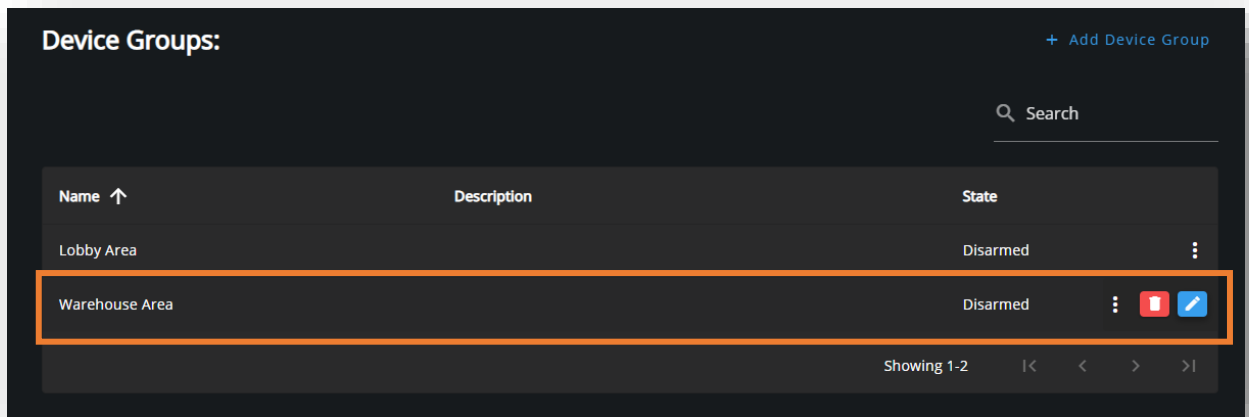 Device Groups:
+ Add Device Group
Search
Name Description State
Lobby Area Disarmed
Warehouse Area Disarmed
Showing 1-2